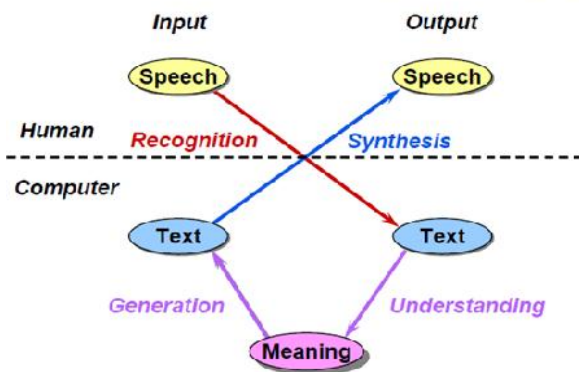 Input Output
Speech Speech
Human Recognition Synthesis
Computer
Text Text
Generation Understanding
Meaning